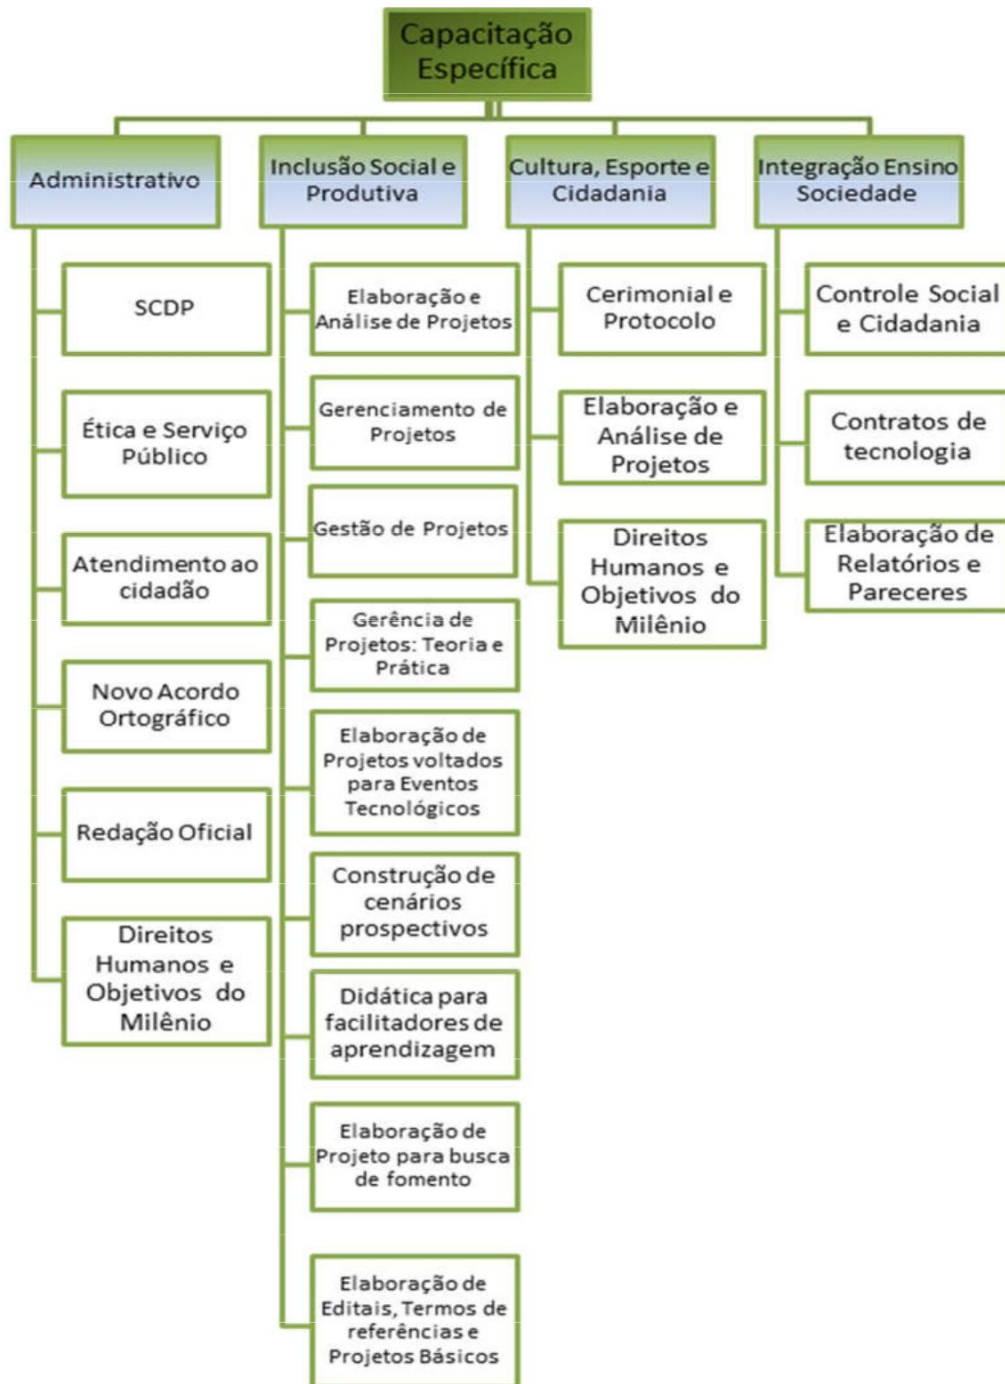 Capacitação
Específica
Administrativo
SCDP
Ética e Serviço
Público
Atendimento ao
cidadão
Novo Acordo
Ortográfico
Redação Oficial
Direitos
Humanos e
Objetivos do
Milênio
Inclusão Social e
Produtiva
Elaboração e
Análise de Projetos
Gerenciamento de
Projetos
Gestão de Projetos
Gerência de
Projetos: Teoria e
Prática
Elaboração de
Projetos voltados
para Eventos
Tecnológicos
Construção de
cenários
prospectivos
Didática para
facilitadores de
aprendizagem
Elaboração de
Projeto para busca
de fomento
Elaboração de
Editais, Termos de
referências e
Projetos Básicos
Cultura, Esporte e
Cidadania
Cerimonial e
Protocolo
Elaboração e
Análise de
Projetos
Direitos
Humanos e
Objetivos do
Milênio
Integração Ensino
Sociedade
Controle Social
e Cidadania
Contratos de
tecnologia
Elaboração de
Relatórios e
Pareceres